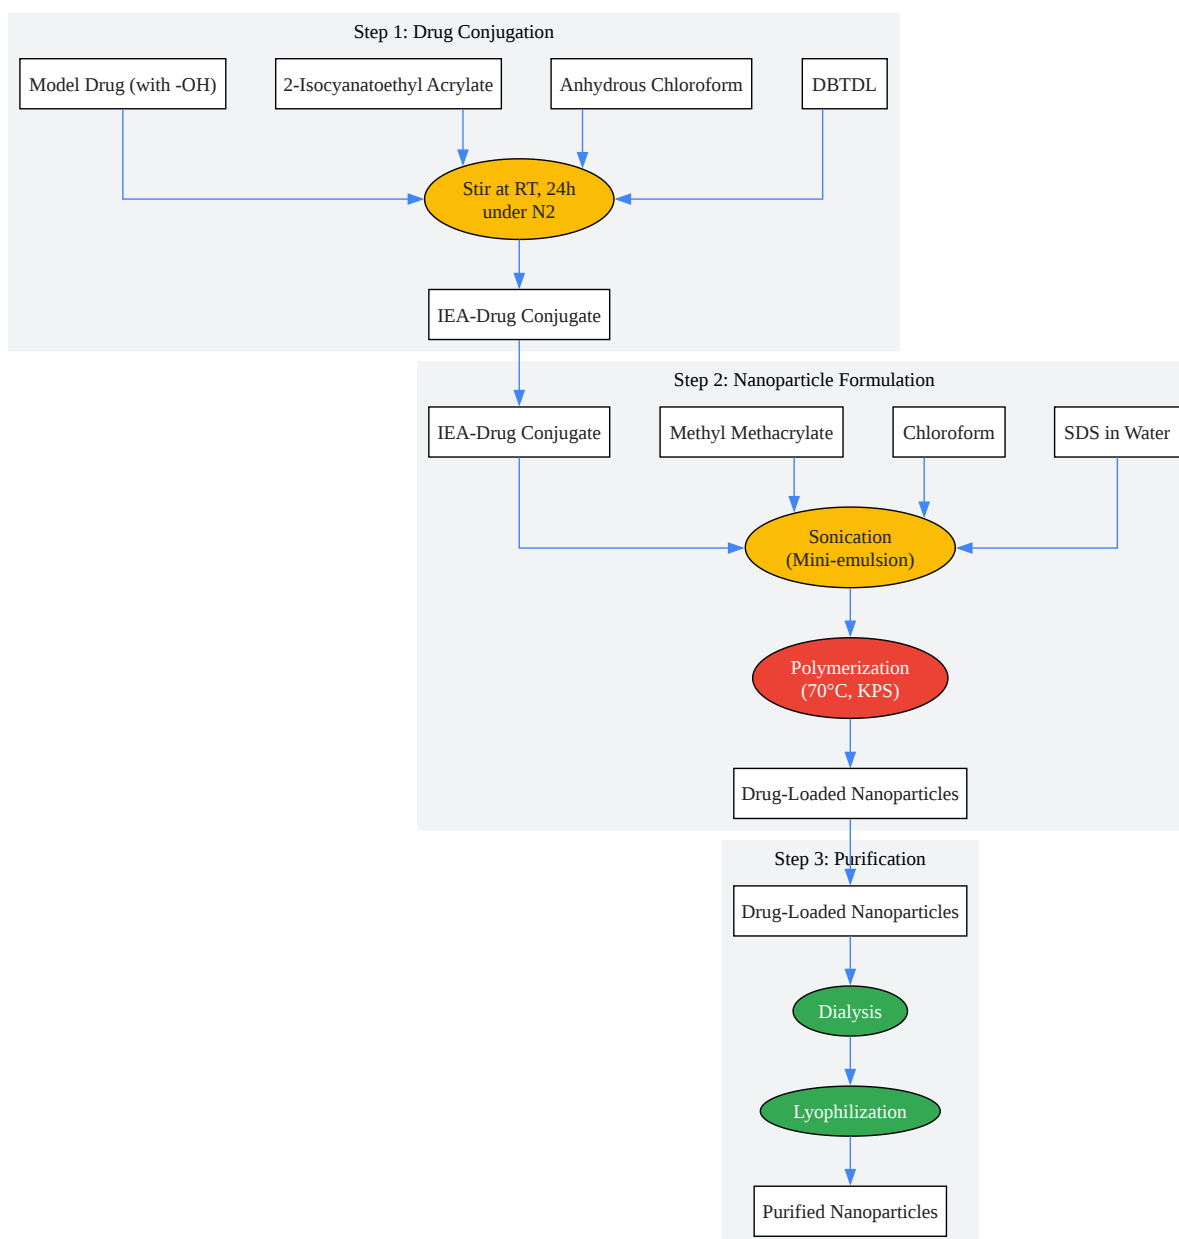 Step 1: Drug Conjugation
Model Drug (with -OH)
2-Isocyanatoethyl Acrylate
Anhydrous Chloroform
DBTDL
Stir at RT, 24h
under N2
IEA-Drug Conjugate
Step 2: Nanoparticle Formulation
IEA-Drug Conjugate
Methyl Methacrylate
Chloroform
SDS in Water
Sonication
(Mini-emulsion)
Polymerization
(70°C, KPS)
Drug-Loaded Nanoparticles
Step 3: Purification
Drug-Loaded Nanoparticles
Dialysis
Lyophilization
Purified Nanoparticles